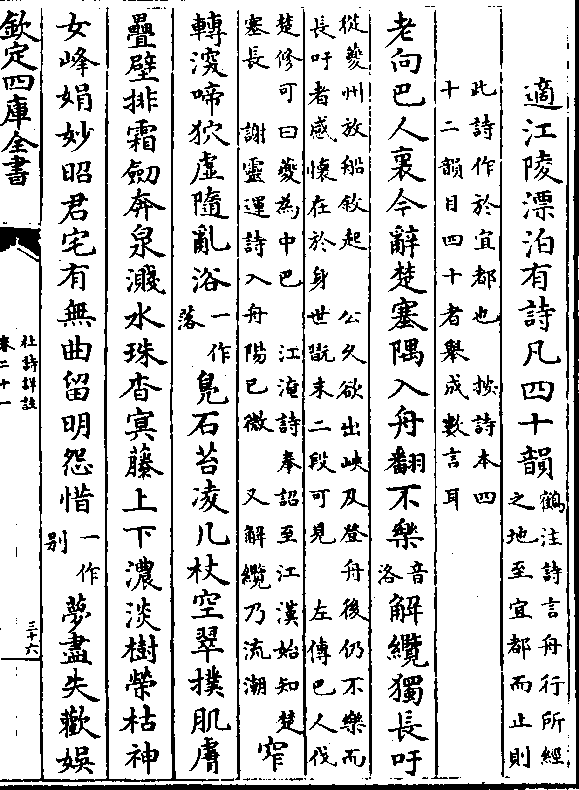 適江陵漂泊有詩凡四十韻鶴注詩言舟行所經
之地至宜都而止則
此詩作於宜都也　按詩本四
十二韻目四十者舉成數言耳
老向巴人裏今辭楚塞隅入舟翻不樂音
洛解纜獨長吁
從夔州放船敘起　公久欲出峽及登舟後仍不樂而
長吁者感懷在於身世旣末二段可見　左傳巴人伐
楚修可曰夔為中巴　江淹詩奉詔至江漢始知楚
塞長　謝靈運詩入舟陽已微　又解纜乃流潮
窄
轉深啼狖虛隨亂浴一作
落鳧石苔凌几杖空翠撲肌膚
疊壁排霜劒奔泉濺水珠杳冥藤上下濃淡樹榮枯神
女峰娟妙昭君宅有無曲留明怨惜一作
别夢盡失歡娛
欽定四庫全書
杜詩詳註
卷二十一
三十六